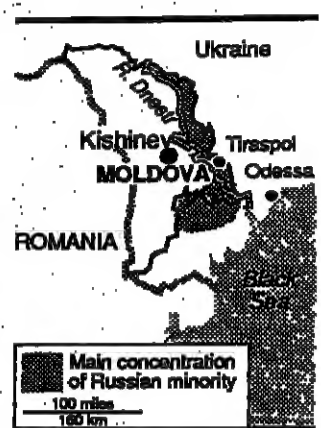 Ukraine
R. Dnestr
Kishinev
Tiraspol
MOLDOVA
Odessa
ROMANIA
Black
Sea
Main concentration
of Russian minority
100 miles
160 km